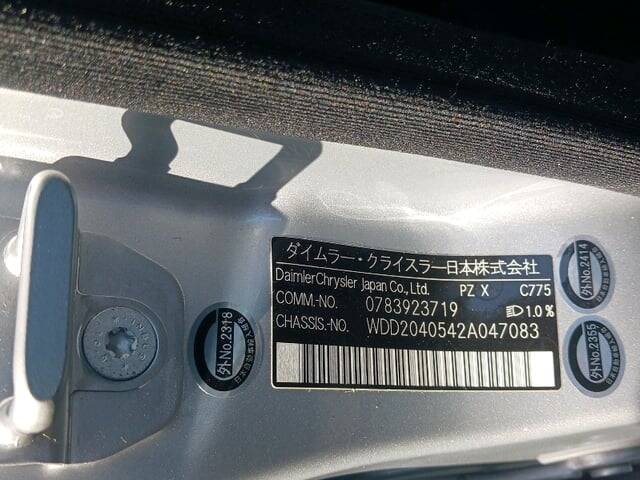 ダイムラー・クライスラー日本株式会社
DaimlerChrysler Japan Co., Ltd. PZ X C775
COMM.-NO. 0783923719 1.0%
CHASSIS.-NO. WDD2040542A047083
外No.2318
外No.2414
外No.2355